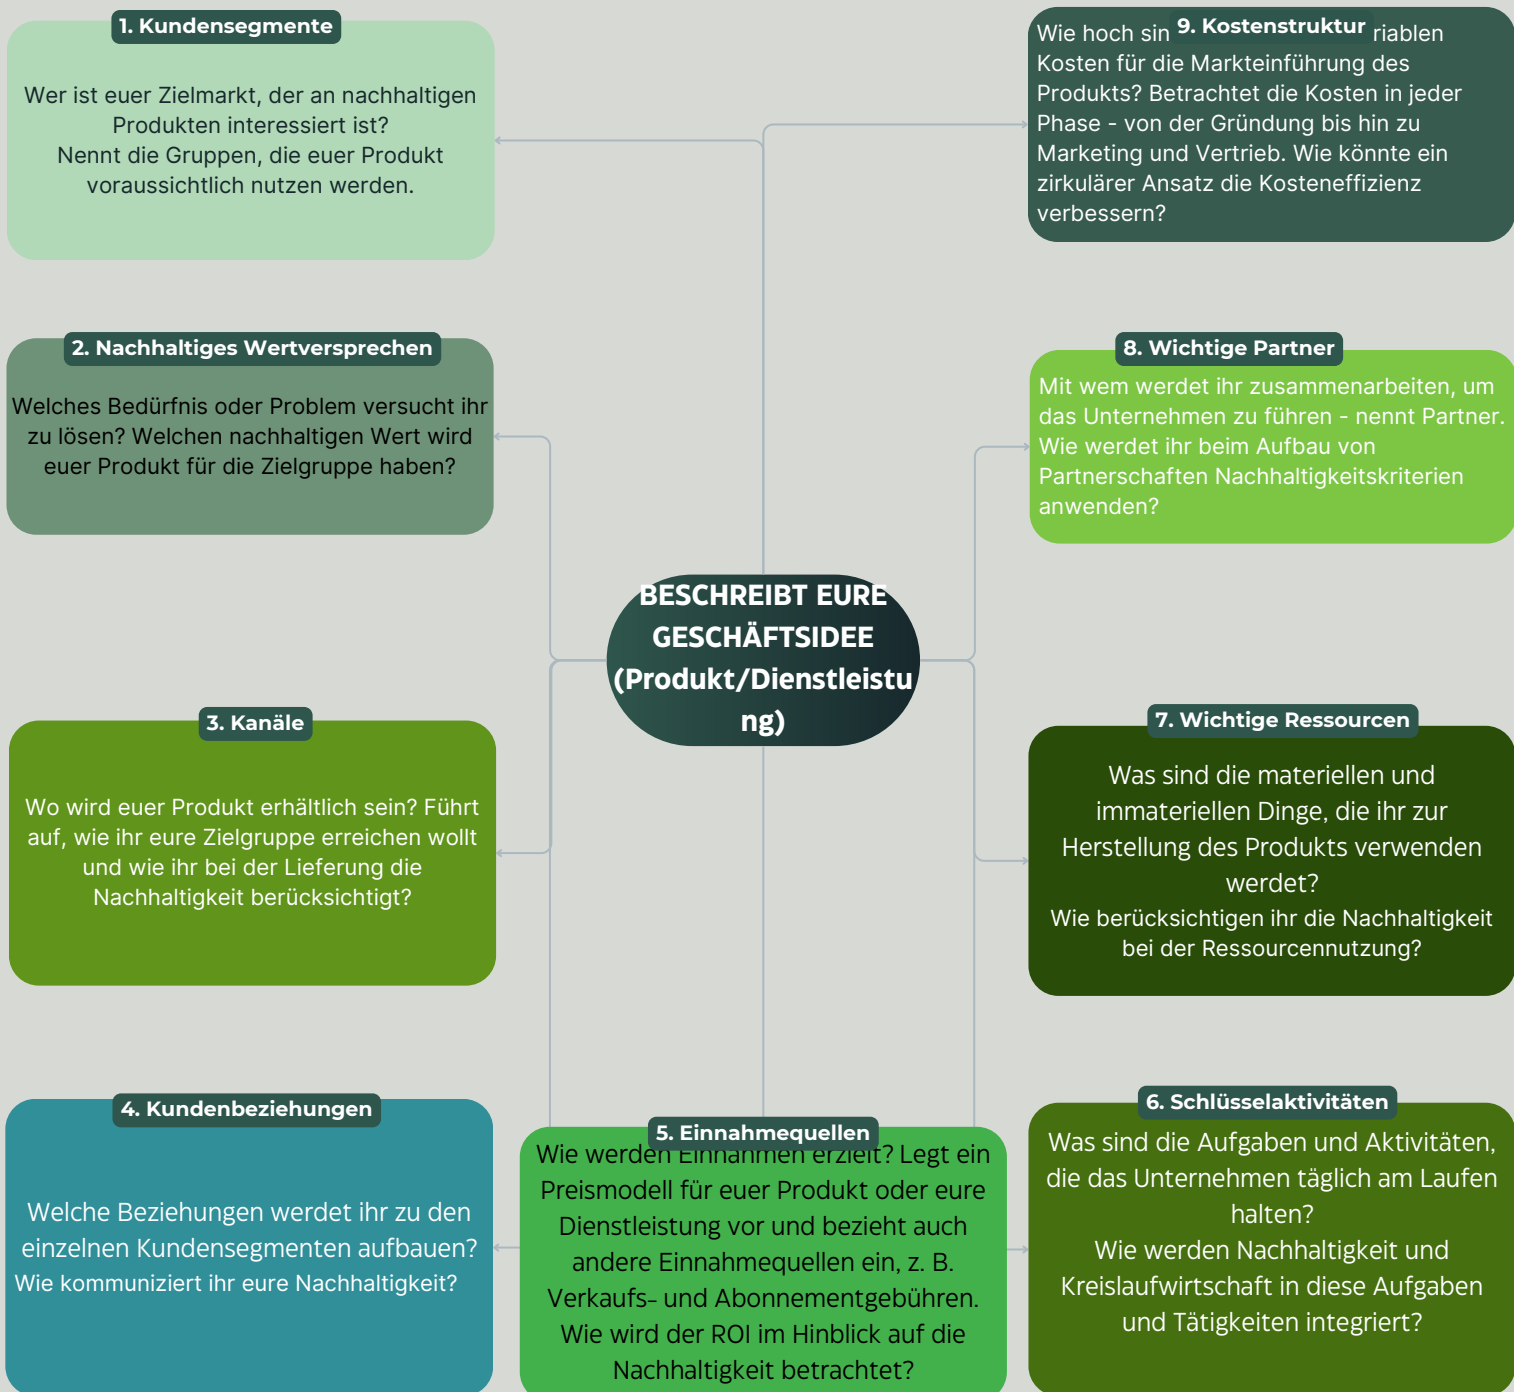 1. Kundensegmente
Wer ist euer Zielmarkt, der an nachhaltigen
Produkten interessiert ist?
Nennt die Gruppen, die euer Produkt
voraussichtlich nutzen werden.
2. Nachhaltiges Wertversprechen
Welches Bedürfnis oder Problem versucht ihr
zu lösen? Welchen nachhaltigen Wert wird
euer Produkt für die Zielgruppe haben?
3. Kanäle
Wo wird euer Produkt erhältlich sein? Führt
auf, wie ihr eure Zielgruppe erreichen wollt
und wie ihr bei der Lieferung die
Nachhaltigkeit berücksichtigt?
4. Kundenbeziehungen
Welche Beziehungen werdet ihr zu den
einzelnen Kundensegmenten aufbauen?
Wie kommuniziert ihr eure Nachhaltigkeit?
BESCHREIBT EURE
GESCHÄFTSIDEE
(Produkt/Dienstleistu
ng)
5. Einnahmequellen
Wie werden Einnahmen erzielt? Legt ein
Preismodell für euer Produkt oder eure
Dienstleistung vor und bezieht auch
andere Einnahmequellen ein, z. B.
Verkaufs- und Abonnementgebühren.
Wie wird der ROI im Hinblick auf die
Nachhaltigkeit betrachtet?
6. Schlüsselaktivitäten
Was sind die Aufgaben und Aktivitäten,
die das Unternehmen täglich am Laufen
halten?
Wie werden Nachhaltigkeit und
Kreislaufwirtschaft in diese Aufgaben
und Tätigkeiten integriert?
7. Wichtige Ressourcen
Was sind die materiellen und
immateriellen Dinge, die ihr zur
Herstellung des Produkts verwenden
werdet?
Wie berücksichtigen ihr die Nachhaltigkeit
bei der Ressourcennutzung?
8. Wichtige Partner
Mit wem werdet ihr zusammenarbeiten, um
das Unternehmen zu führen - nennt Partner.
Wie werdet ihr beim Aufbau von
Partnerschaften Nachhaltigkeitskriterien
anwenden?
9. Kostenstruktur
Wie hoch sin riablen
Kosten für die Markteinführung des
Produkts? Betrachtet die Kosten in jeder
Phase - von der Gründung bis hin zu
Marketing und Vertrieb. Wie könnte ein
zirkulärer Ansatz die Kosteneffizienz
verbessern?